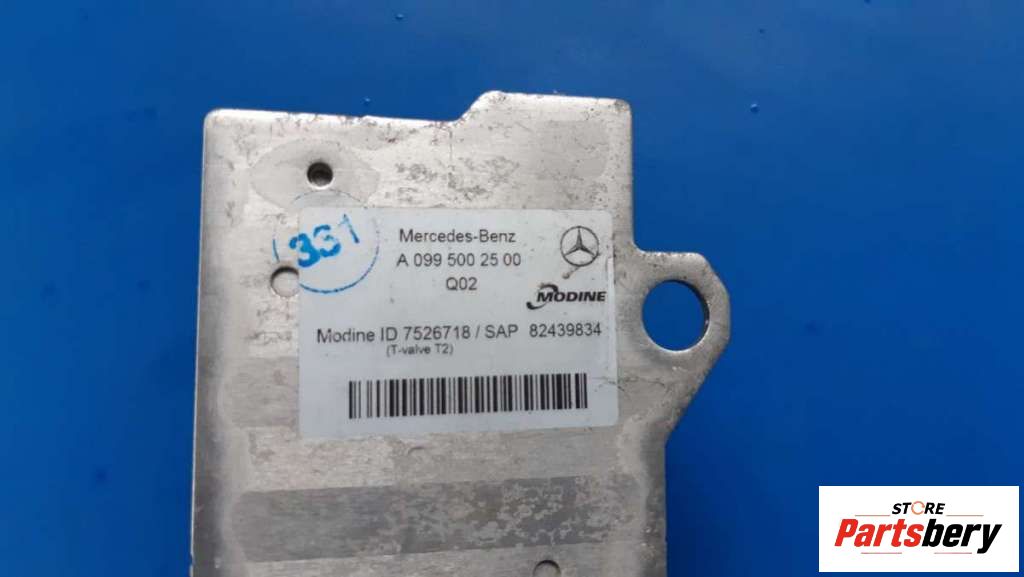 331
Mercedes-Benz
A 099 500 25 00
Q02
MODINE
Modine ID 7526718 / SAP 82439834
(T-valve T2)
STORE
Partsbery